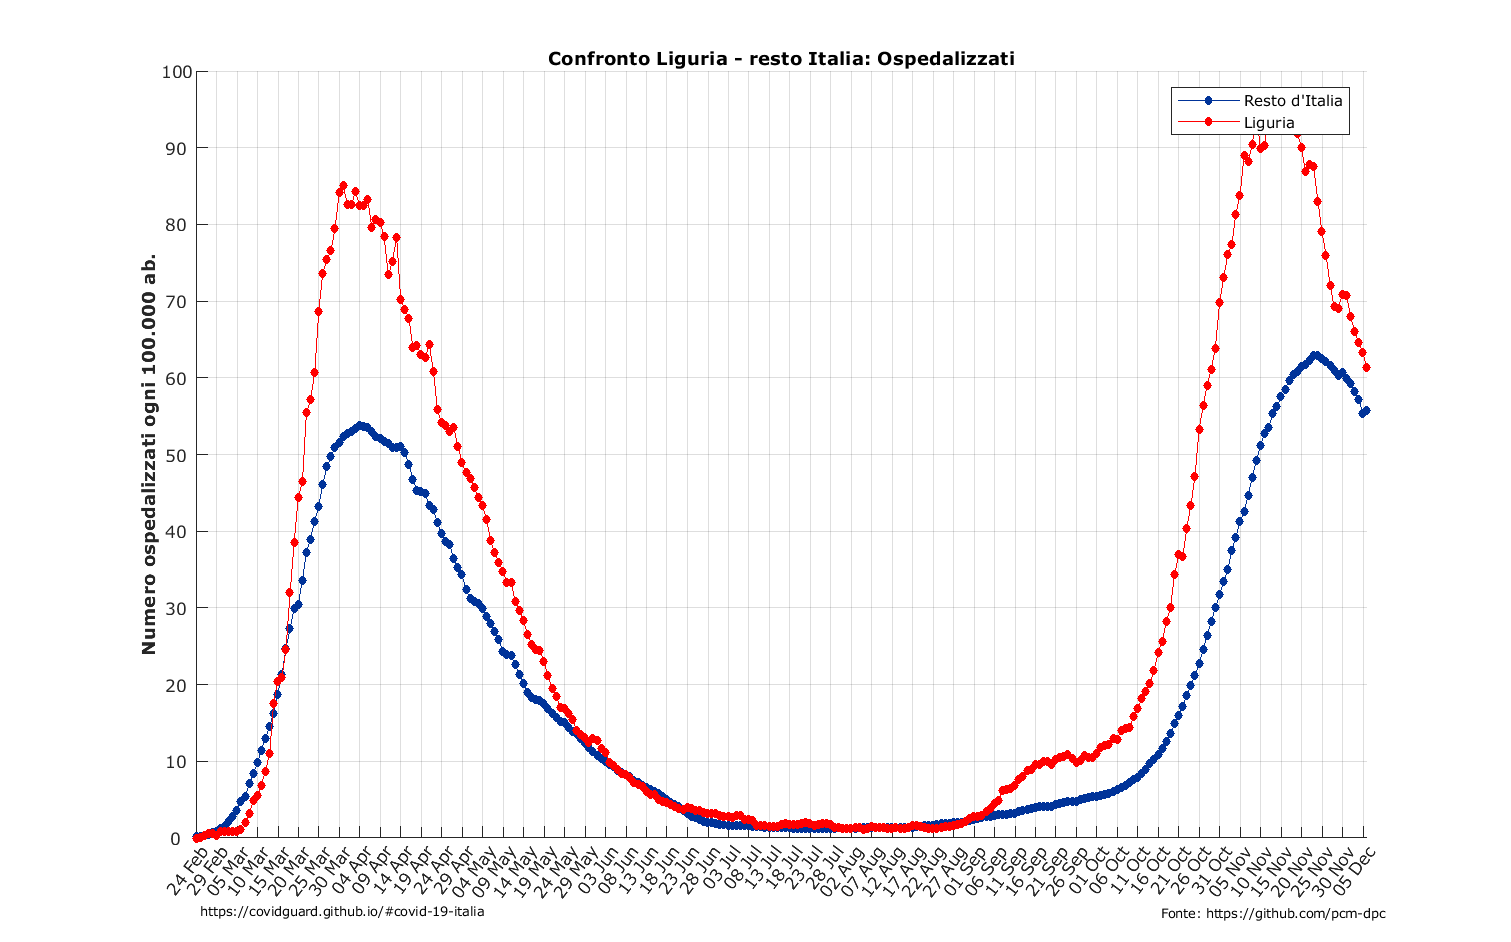 Confronto Liguria - resto Italia: Ospedalizzati
Resto d'Italia
Liguria
Numero ospedalizzati ogni 100.000 ab.
100
90
80
70
60
50
40
30
20
10
0
24 Feb
29 Feb
05 Mar
10 Mar
15 Mar
20 Mar
25 Mar
30 Mar
04 Apr
09 Apr
14 Apr
19 Apr
24 Apr
29 Apr
04 May
09 May
14 May
19 May
24 May
29 May
03 Jun
08 Jun
13 Jun
18 Jun
23 Jun
28 Jun
03 Jul
08 Jul
13 Jul
18 Jul
23 Jul
28 Jul
02 Aug
07 Aug
12 Aug
17 Aug
22 Aug
27 Aug
01 Sep
06 Sep
11 Sep
16 Sep
21 Sep
26 Sep
01 Oct
06 Oct
11 Oct
16 Oct
21 Oct
26 Oct
31 Oct
05 Nov
10 Nov
15 Nov
20 Nov
25 Nov
30 Nov
05 Dec
https://covidguard.github.io/#covid-19-italia
Fonte: https://github.com/pcm-dpc